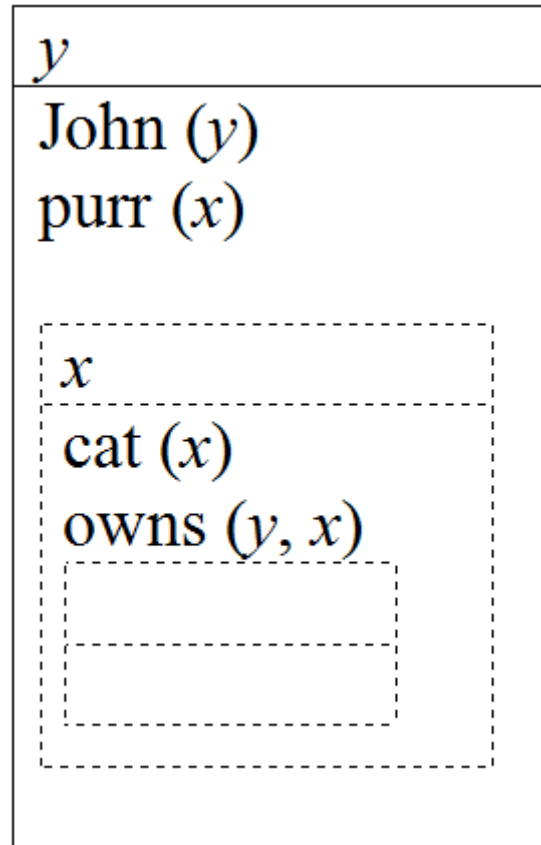 y
John (y)
purr (x)
x
cat (x)
owns (y, x)